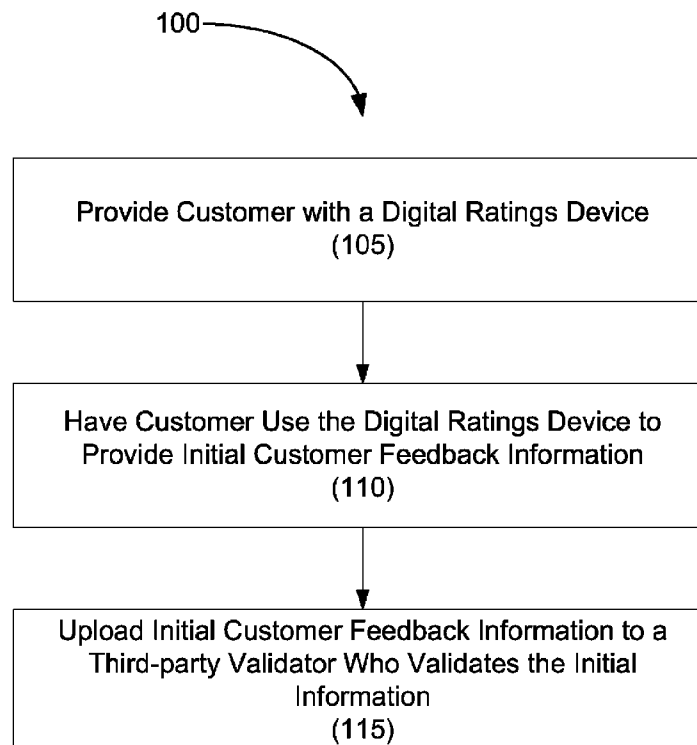 100
Provide Customer with a Digital Ratings Device
(105)
Have Customer Use the Digital Ratings Device to
Provide Initial Customer Feedback Information
(110)
Upload Initial Customer Feedback Information to a
Third-party Validator Who Validates the Initial
Information
(115)